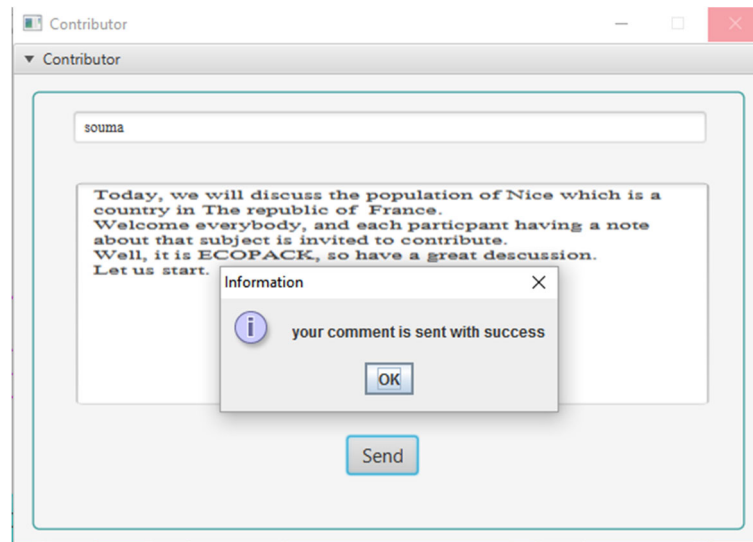 Contributor
Contributor
souma
Today, we will discuss the population of Nice which is a
country in The republic of France.
Welcome everybody, and each particpant having a note
about that subject is invited to contribute.
Well, it is ECOPACK, so have a great descussion.
Let us start.
Information
your comment is sent with success
OK
Send